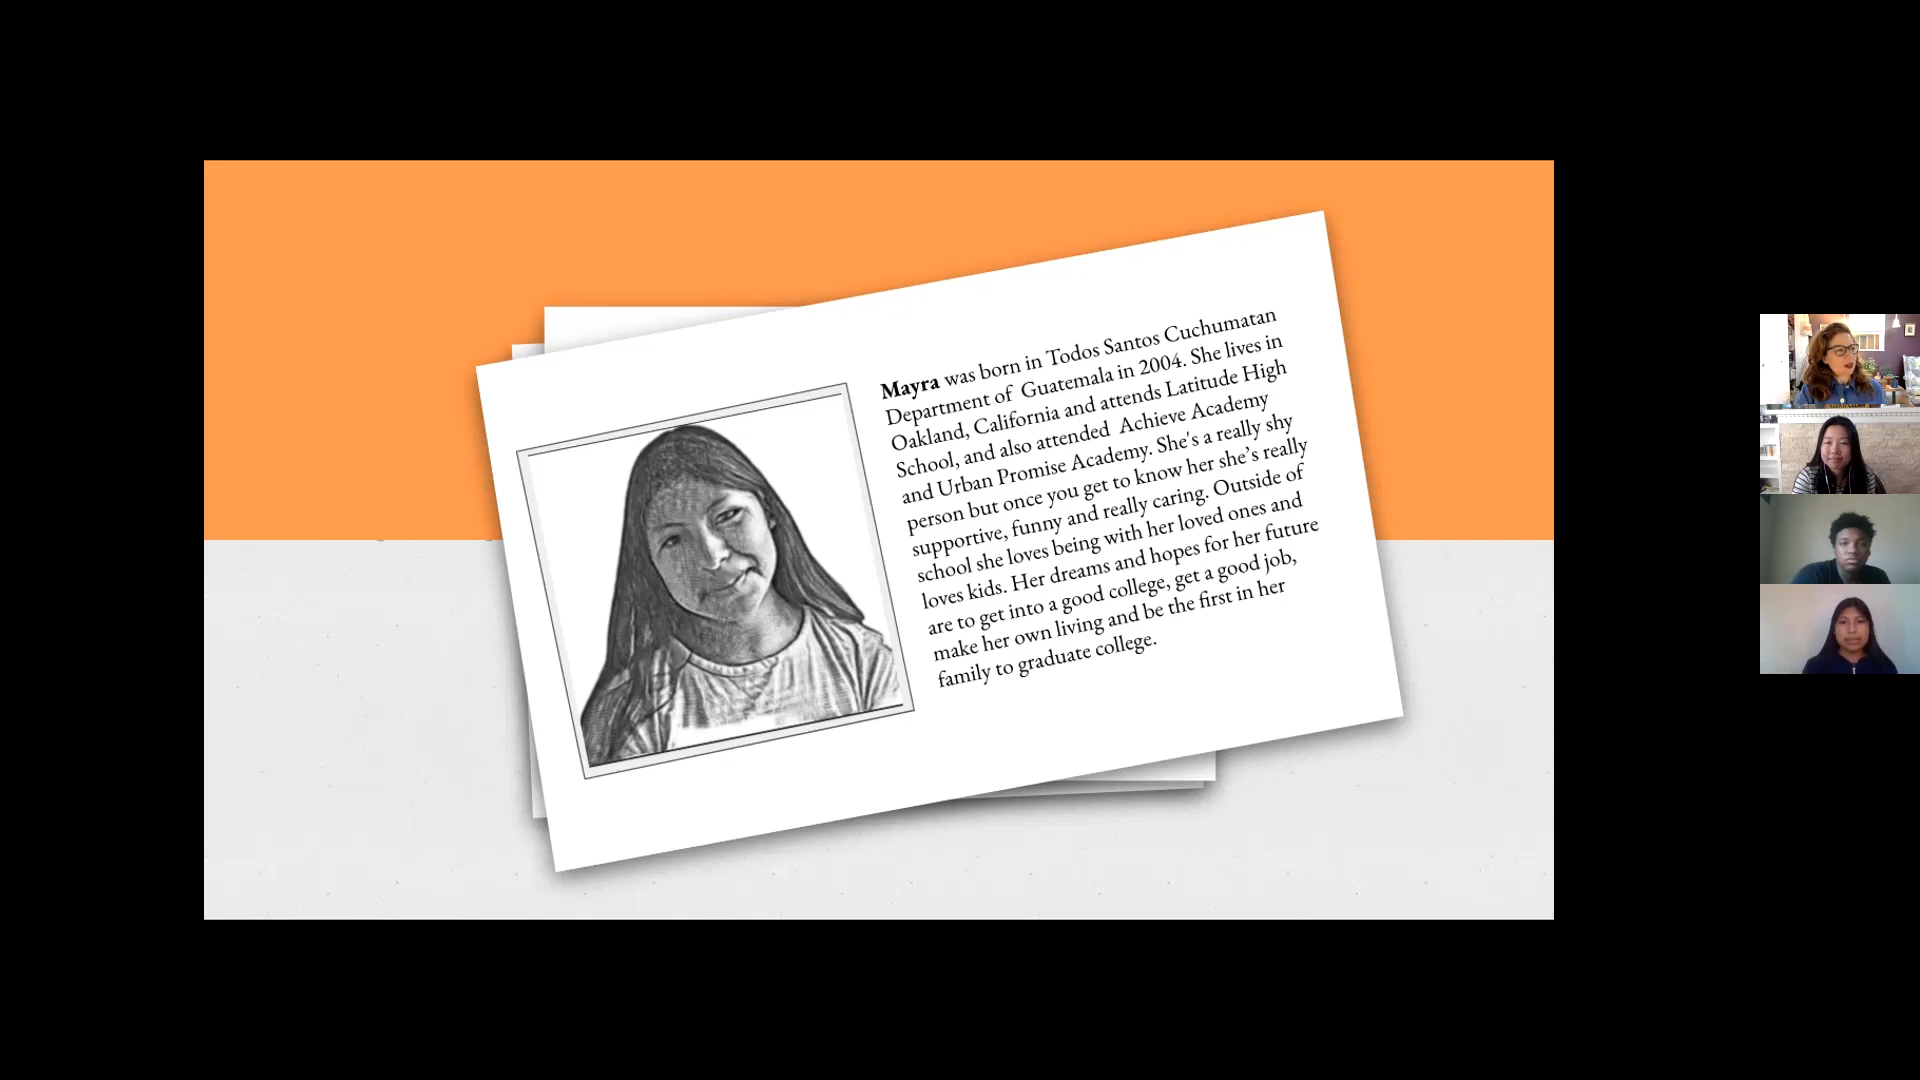 Mayra was born in Todos Santos Cuchumatan
Department of Guatemala in 2004. She lives in
Oakland, California and attends Latitude High
School, and also attended Achieve Academy
and Urban Promise Academy. She's a really shy
person but once you get to know her she's really
supportive, funny and really caring. Outside of
school she loves being with her loved ones and
loves kids. Her dreams and hopes for her future
are to get into a good college, get a good job,
make her own living and be the first in her
family to graduate college.